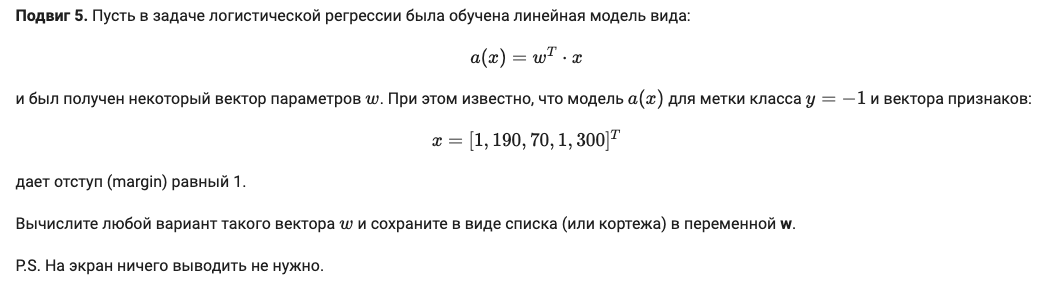 Подвиг 5. Пусть в задаче логистической регрессии была обучена линейная модель вида:
a(x) = w^T · x
и был получен некоторый вектор параметров w. При этом известно, что модель a(x) для метки класса y = −1 и вектора признаков:
x = [1, 190, 70, 1, 300]^T
дает отступ (margin) равный 1.
Вычислите любой вариант такого вектора w и сохраните в виде списка (или кортежа) в переменной w.
P.S. На экран ничего выводить не нужно.